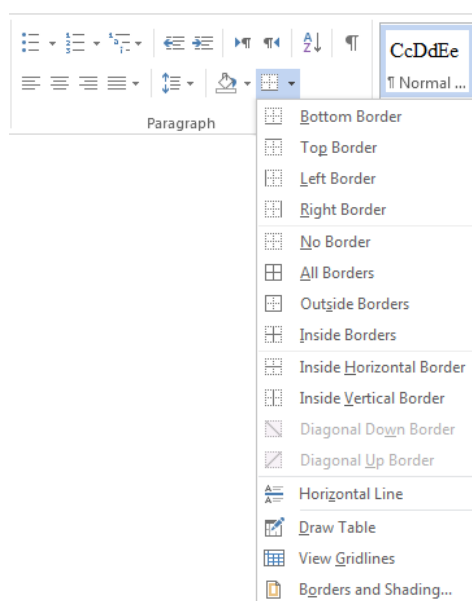 CcDdEe
¶ Normal ...
Paragraph
Bottom Border
Top Border
Left Border
Right Border
No Border
All Borders
Outside Borders
Inside Borders
Inside Horizontal Border
Inside Vertical Border
Diagonal Down Border
Diagonal Up Border
Horizontal Line
Draw Table
View Gridlines
Borders and Shading...